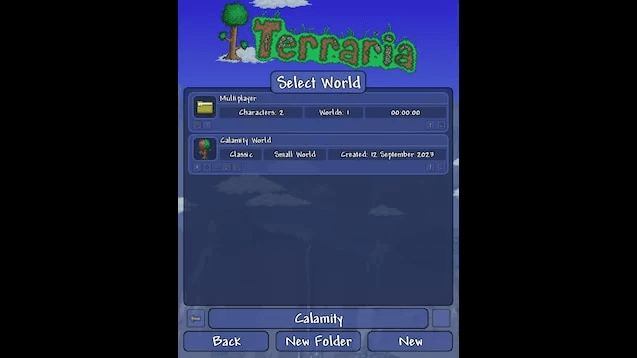 Terraria
Select World
Multiplayer
Characters: 2 Worlds: 1 00:00:00
Calamity World
Classic Small World Created: 12 September 2023
Calamity
Back New Folder New